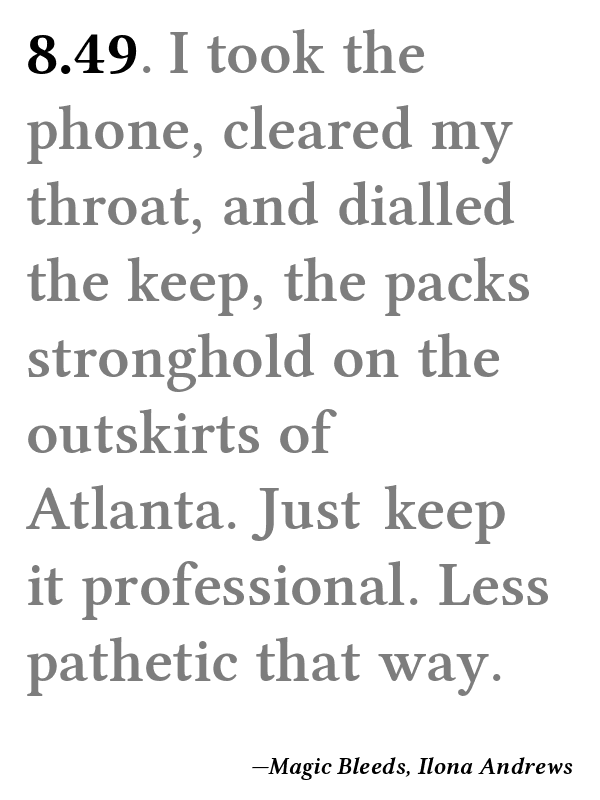 8.49. I took the
phone, cleared my
throat, and dialled
the keep, the packs
stronghold on the
outskirts of
Atlanta. Just keep
it professional. Less
pathetic that way.
—Magic Bleeds, Ilona Andrews